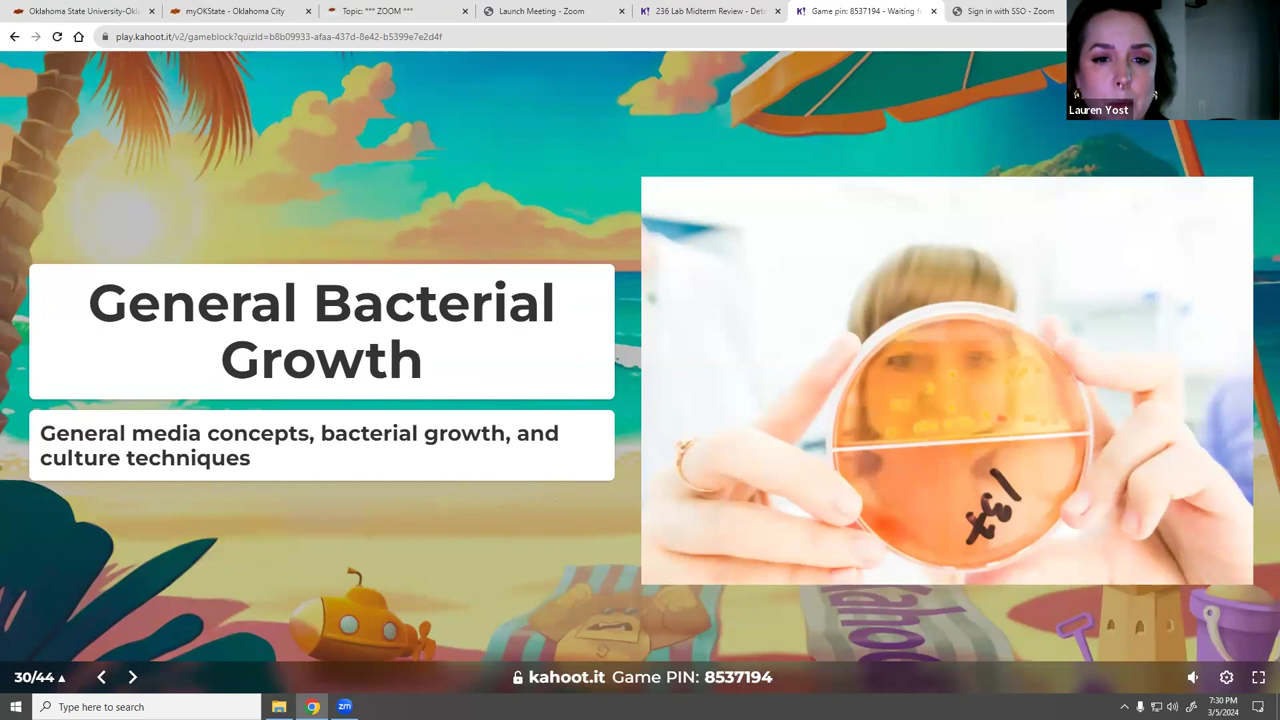 Oklahoma State University-Okl
myOKState - Oklahoma City
Topic: *** ZOOM ***
Launch Meeting - Zoom
236 Lab Midterm Review - Det
Game pin: 8537194 - Waiting f
Sign in with SSO - Zoom
play.kahoot.it/v2/gameblock?quizId=b8b09933-afaa-437d-8e42-b5399e7e2d4f
Lauren Yost
General Bacterial
Growth
General media concepts, bacterial growth, and
culture techniques
137
30/44
kahoot.it Game PIN: 8537194
Type here to search
zm
7:30 PM
3/5/2024